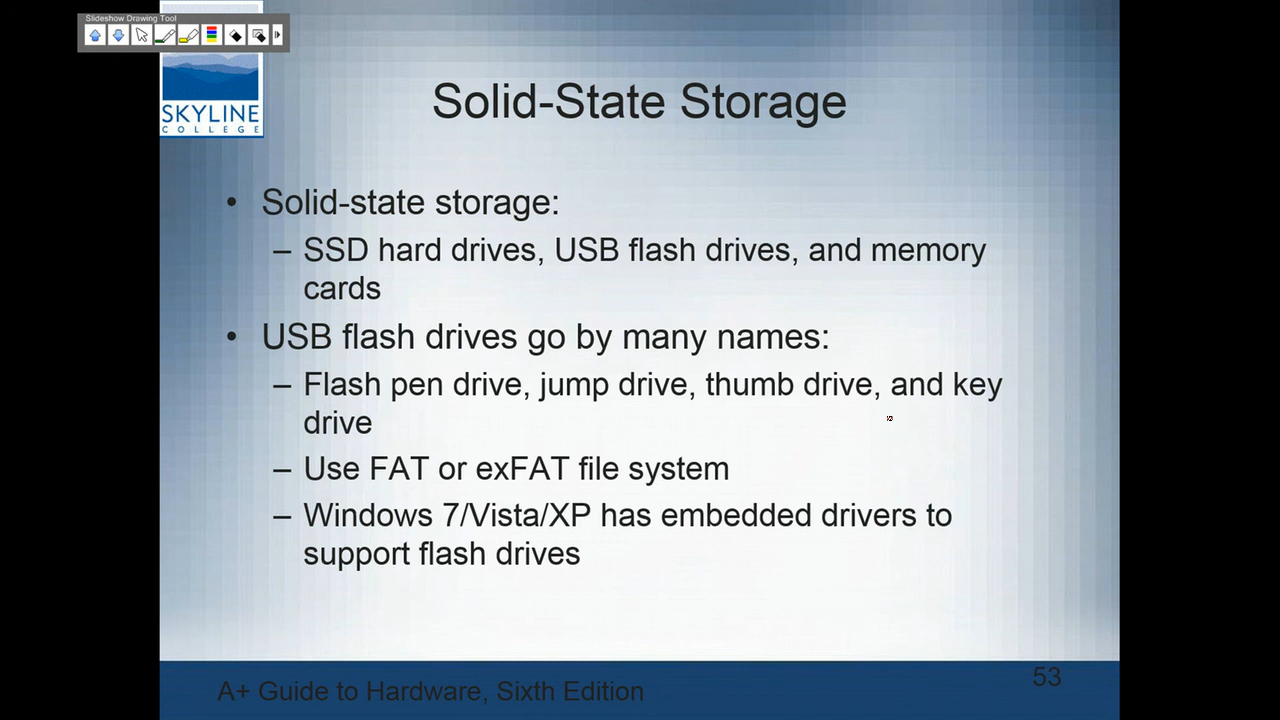 Slideshow Drawing Tool
SKYLINE
COLLEGE
Solid-State Storage
• Solid-state storage:
– SSD hard drives, USB flash drives, and memory
cards
• USB flash drives go by many names:
– Flash pen drive, jump drive, thumb drive, and key
drive
– Use FAT or exFAT file system
– Windows 7/Vista/XP has embedded drivers to
support flash drives
53
A+ Guide to Hardware, Sixth Edition